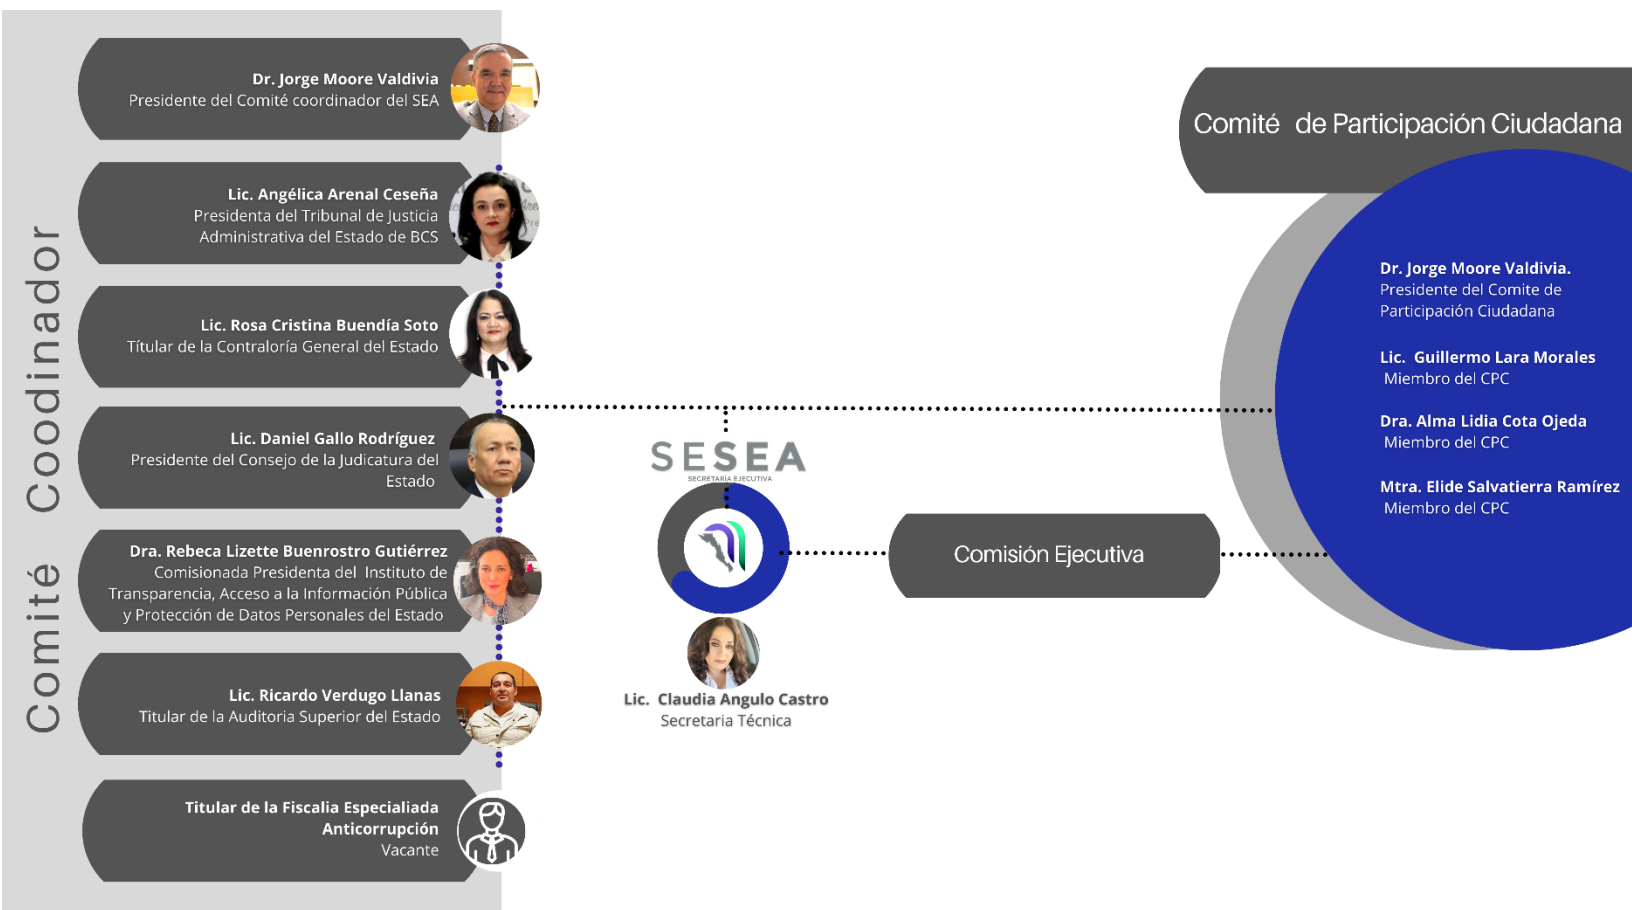 Comité Coodinador
Dr. Jorge Moore Valdivia
Presidente del Comité coordinador del SEA
Lic. Angélica Arenal Ceseña
Presidenta del Tribunal de Justicia
Administrativa del Estado de BCS
Lic. Rosa Cristina Buendía Soto
Títular de la Contraloría General del Estado
Lic. Daniel Gallo Rodríguez
Presidente del Consejo de la Judicatura del
Estado
Dra. Rebeca Lizette Buenrostro Gutiérrez
Comisionada Presidenta del Instituto de
Transparencia, Acceso a la Información Pública
y Protección de Datos Personales del Estado
Lic. Ricardo Verdugo Llanas
Titular de la Auditoria Superior del Estado
Titular de la Fiscalia Especialiada
Anticorrupción
Vacante
SESEA
SECRETARÍA EJECUTIVA
Lic. Claudia Angulo Castro
Secretaria Técnica
Comisión Ejecutiva
Comité de Participación Ciudadana
Dr. Jorge Moore Valdivia.
Presidente del Comite de
Participación Ciudadana
Lic. Guillermo Lara Morales
Miembro del CPC
Dra. Alma Lidia Cota Ojeda
Miembro del CPC
Mtra. Elide Salvatierra Ramírez
Miembro del CPC